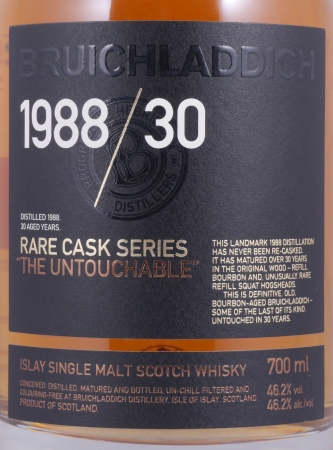 BRUICHLADDICH
1988/30
DISTILLED 1988.
30 AGED YEARS.
RARE CASK SERIES
"THE UNTOUCHABLE"
THIS LANDMARK 1988 DISTILLATION
HAS NEVER BEEN RE-CASKED.
IT HAS MATURED OVER 30 YEARS
IN THE ORIGINAL WOOD – REFILL
BOURBON AND, UNUSUALLY, RARE
REFILL SQUAT HOGSHEADS.
THIS IS DEFINITIVE, OLD,
BOURBON-AGED BRUICHLADDICH –
SOME OF THE LAST OF ITS KIND.
UNTOUCHED IN 30 YEARS.
ISLAY SINGLE MALT SCOTCH WHISKY
700 ml
CONCEIVED, DISTILLED, MATURED AND BOTTLED, UN-CHILL FILTERED AND
COLOURING-FREE AT BRUICHLADDICH DISTILLERY, ISLE OF ISLAY, SCOTLAND.
PRODUCT OF SCOTLAND.
46.2% vol.
46.2% alc./vol.
DISTILLERS